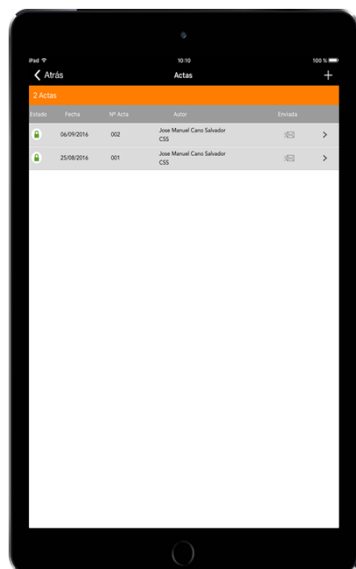 iPad 10:10 100 %
Atrás Actas +
2 Actas
Estado Fecha Nº Acta Autor Enviada
06/09/2016 002 Jose Manuel Cano Salvador
CSS
25/08/2016 001 Jose Manuel Cano Salvador
CSS